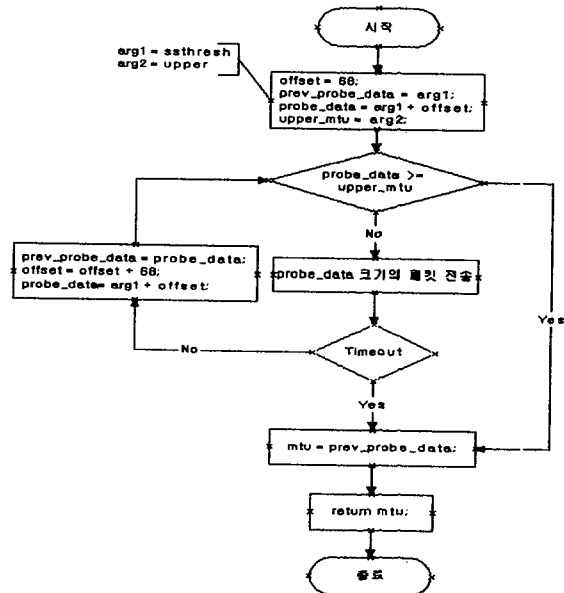 시작
arg1 = ssthresh
arg2 = upper
offset = 68;
prev_probe_data = arg1;
probe_data = arg1 + offset;
upper_mtu = arg2;
probe_data >=
upper_mtu
No
Yes
prev_probe_data = probe_data;
offset = offset + 68;
probe_data= arg1 + offset;
probe_data 크기의 패킷 전송
No
Timeout
Yes
mtu = prev_probe_data;
return mtu;
종료